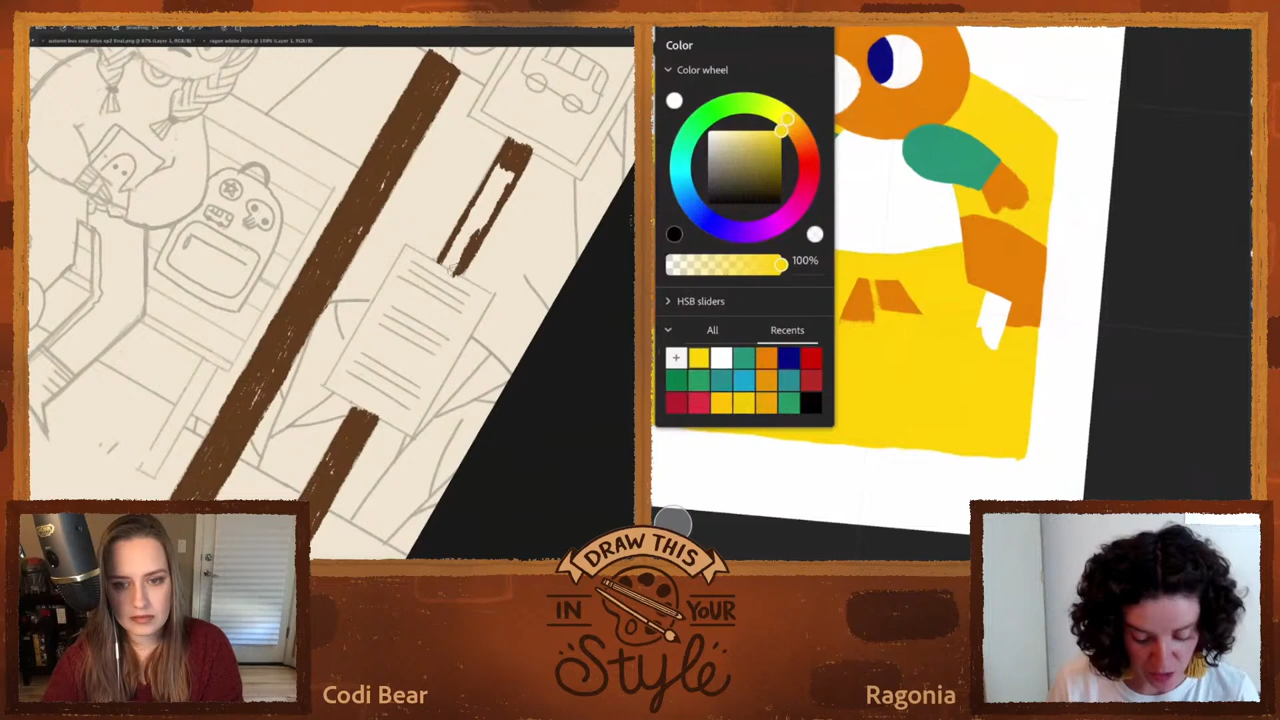 Color
Color wheel
100%
HSB sliders
All
Recents
DRAW THIS
IN YOUR
Style
Codi Bear
Ragonia